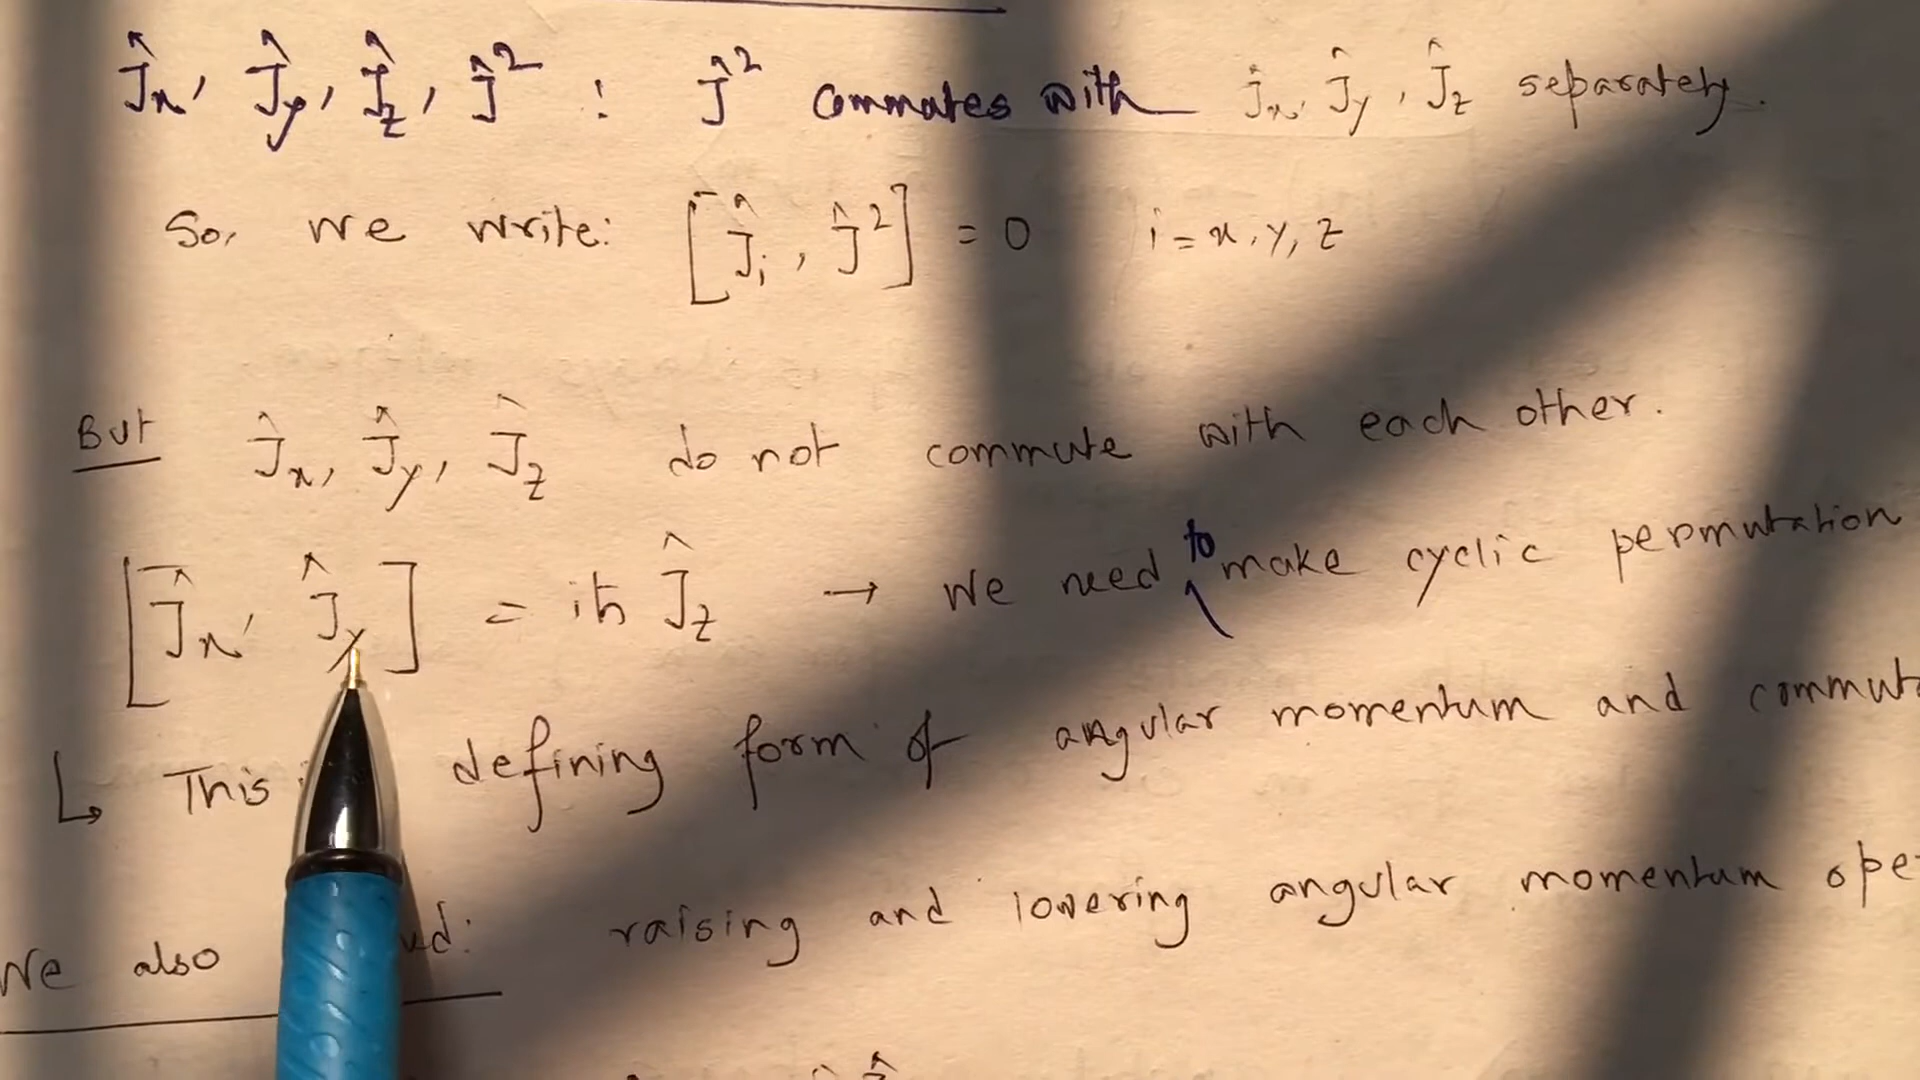 Ĵx, Ĵy, Ĵz, Ĵ² : Ĵ² commutes with Ĵx, Ĵy, Ĵz separately.
So, we write: [Ĵi, Ĵ²] = 0 i = x, y, z
But Ĵx, Ĵy, Ĵz do not commute with each other.
[Ĵx, Ĵy] = iħ Ĵz → We need to make cyclic permutation
↳ This defining form of angular momentum and commut
We also raising and lowering angular momentum ope